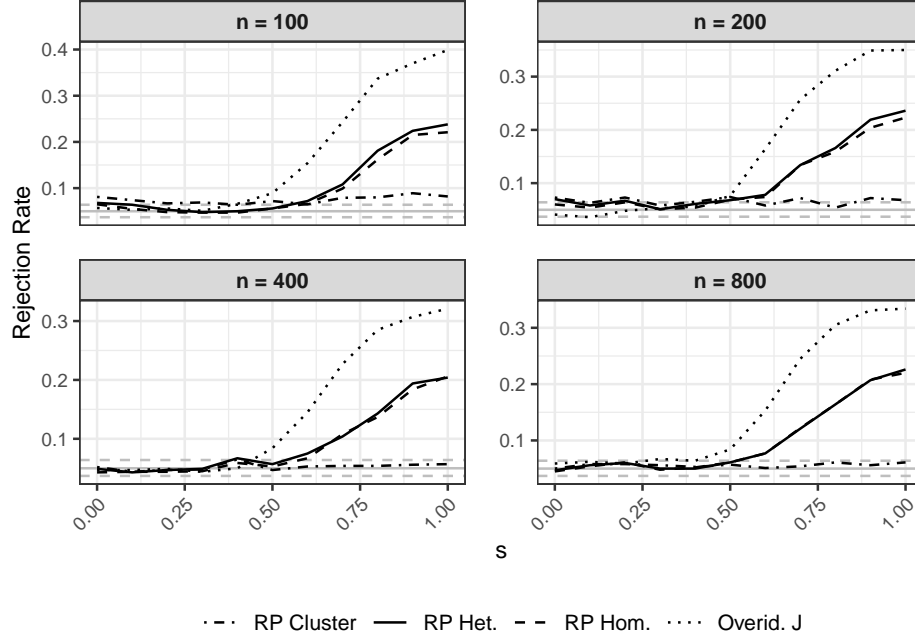 n = 100
n = 200
0.4
0.3
0.2
0.1
0.3
0.2
0.1
Rejection Rate
n = 400
n = 800
0.3
0.2
0.1
0.3
0.2
0.1
0.00 0.25 0.50 0.75 1.00
0.00 0.25 0.50 0.75 1.00
s
RP Cluster RP Het. RP Hom. Overid. J